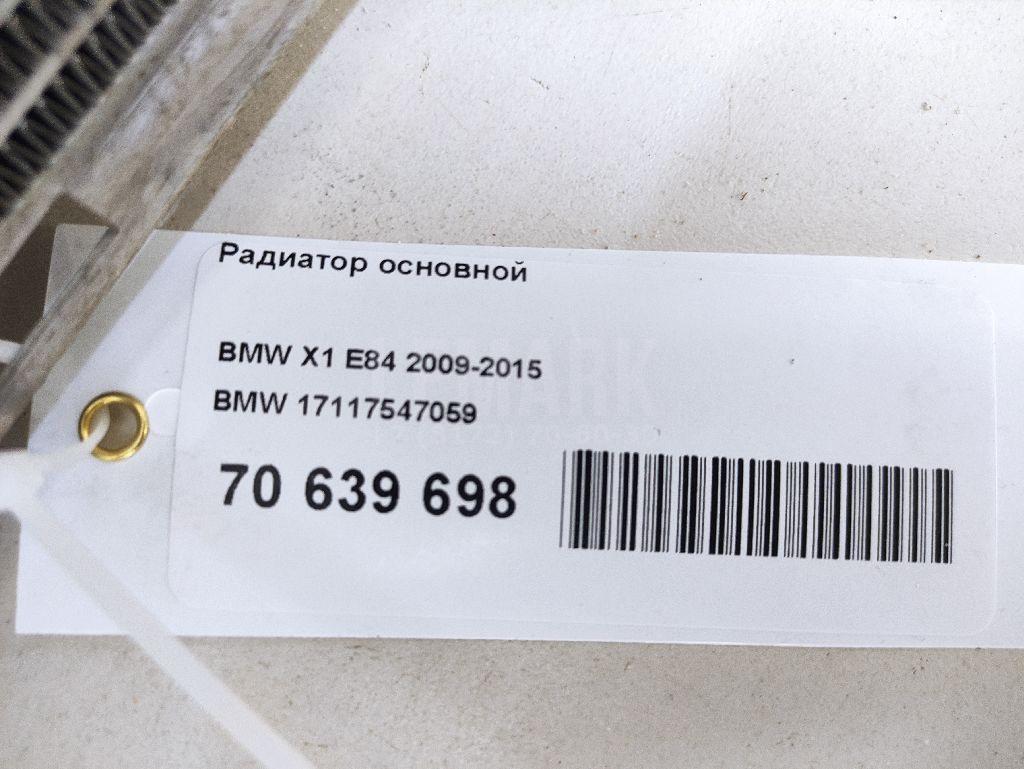 Радиатор основной
BMW X1 E84 2009-2015
BMW 17117547059
70 639 698